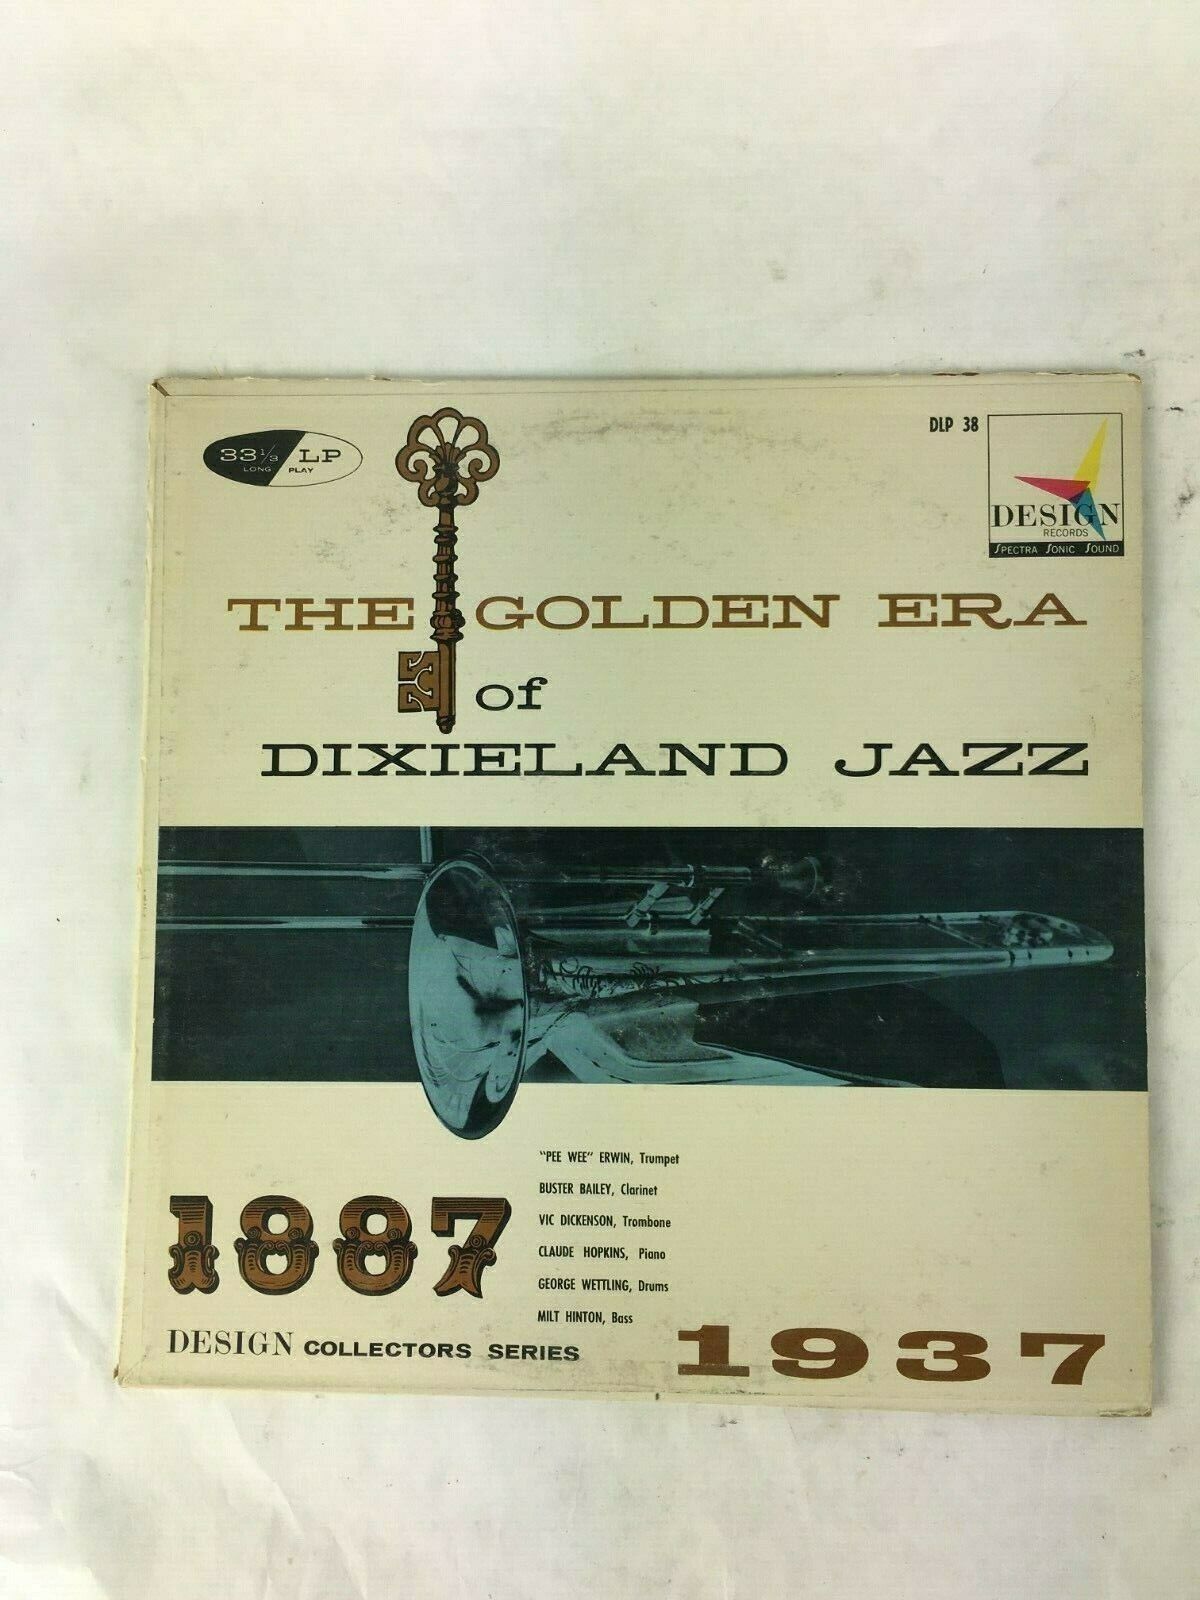 33⅓ LP
LONG PLAY
DLP 38
DESIGN
RECORDS
SPECTRA SONIC SOUND
THE GOLDEN ERA
of
DIXIELAND JAZZ
"PEE WEE" ERWIN, Trumpet
BUSTER BAILEY, Clarinet
VIC DICKENSON, Trombone
CLAUDE HOPKINS, Piano
GEORGE WETTLING, Drums
MILT HINTON, Bass
1887
DESIGN COLLECTORS SERIES
1937